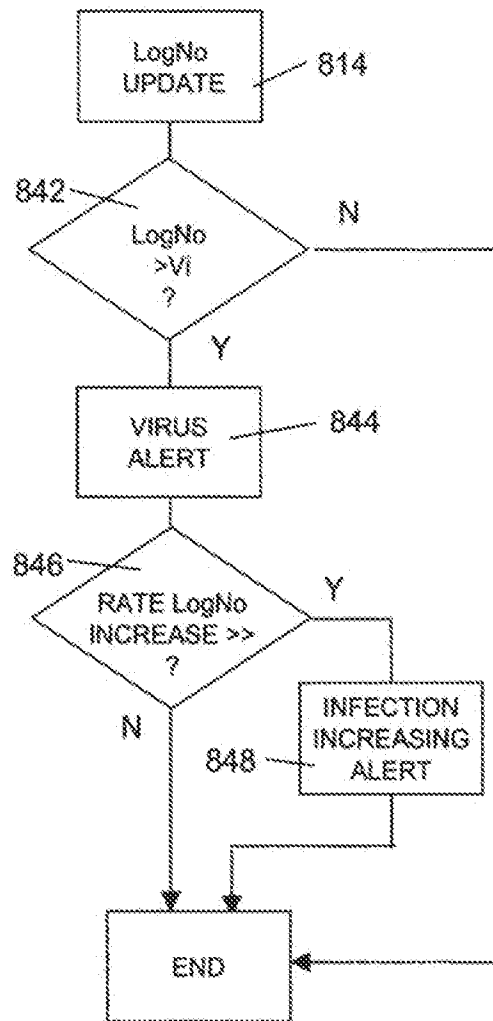 LogNo
UPDATE
814
842
LogNo
>Vi
?
N
Y
VIRUS
ALERT
844
846
RATE LogNo
INCREASE >>
?
Y
N
INFECTION
INCREASING
ALERT
848
END